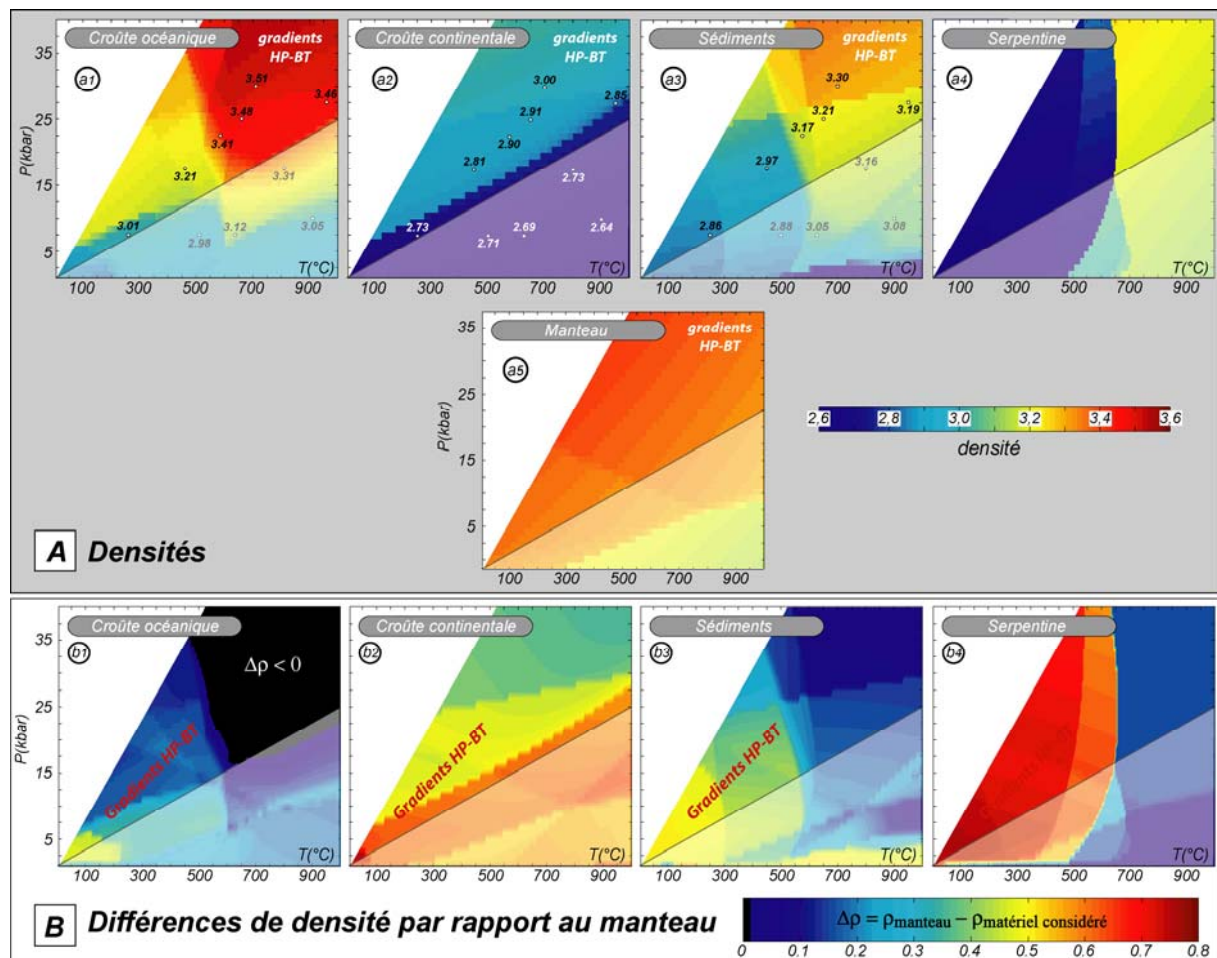 Croûte océanique
gradients
HP-BT
a1
3.51
3.46
3.48
3.41
3.21
3.31
3.01
3.12
3.05
2.98
P(kbar)
35
25
15
5
T(°C)
100 300 500 700 900
Croûte continentale
gradients
HP-BT
a2
3.00
2.85
2.91
2.90
2.81
2.73
2.73
2.69
2.64
2.71
T(°C)
100 300 500 700 900
Sédiments
gradients
HP-BT
a3
3.30
3.21
3.19
3.17
2.97
3.16
2.86
2.88
3.05
3.08
T(°C)
100 300 500 700 900
Serpentine
a4
T(°C)
100 300 500 700 900
Manteau
gradients
HP-BT
a5
P(kbar)
35
25
15
5
100 300 500 700 900
2,6 2,8 3,0 3,2 3,4 3,6
densité
A Densités
Croûte océanique
b1
Δρ < 0
Gradients HP-BT
P(kbar)
35
25
15
5
T(°C)
100 300 500 700 900
Croûte continentale
b2
Gradients HP-BT
T(°C)
100 300 500 700 900
Sédiments
b3
Gradients HP-BT
T(°C)
100 300 500 700 900
Serpentine
b4
Gradients HP-BT
T(°C)
100 300 500 700 900
B Différences de densité par rapport au manteau
Δρ = ρmanteau − ρmatériel considéré
0 0.1 0.2 0.3 0.4 0.5 0.6 0.7 0.8